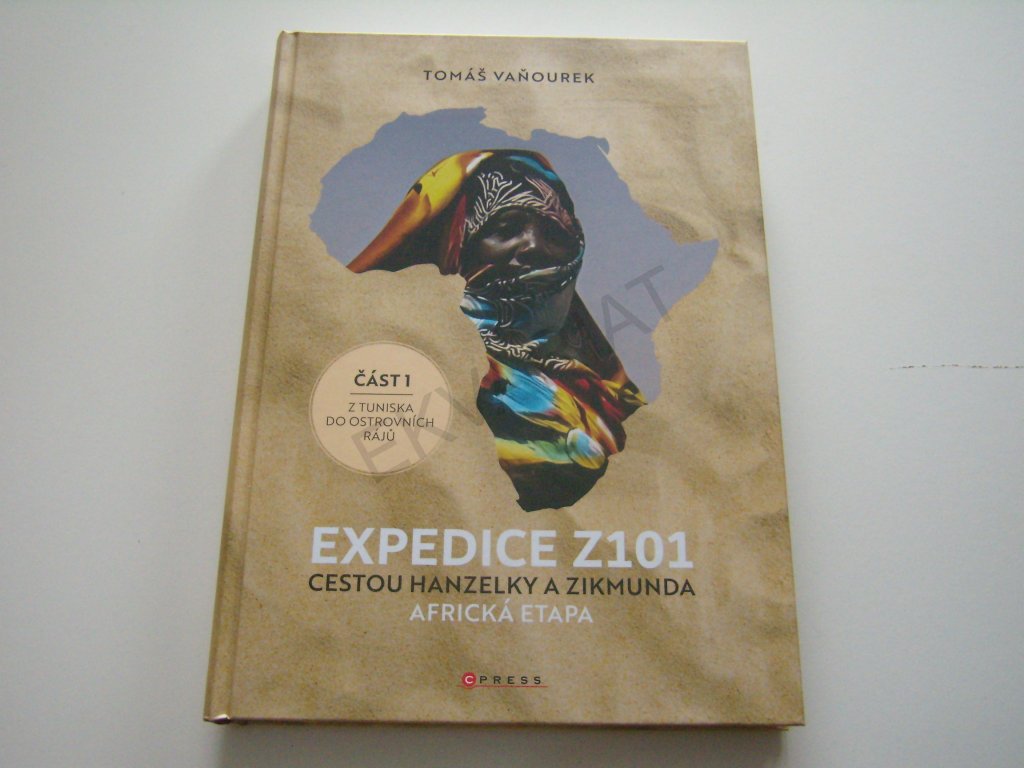 TOMÁŠ VAŇOUREK
ČÁST 1
Z TUNISKA
DO OSTROVNÍCH
RÁJŮ
EXPEDICE Z101
CESTOU HANZELKY A ZIKMUNDA
AFRICKÁ ETAPA
CPRESS